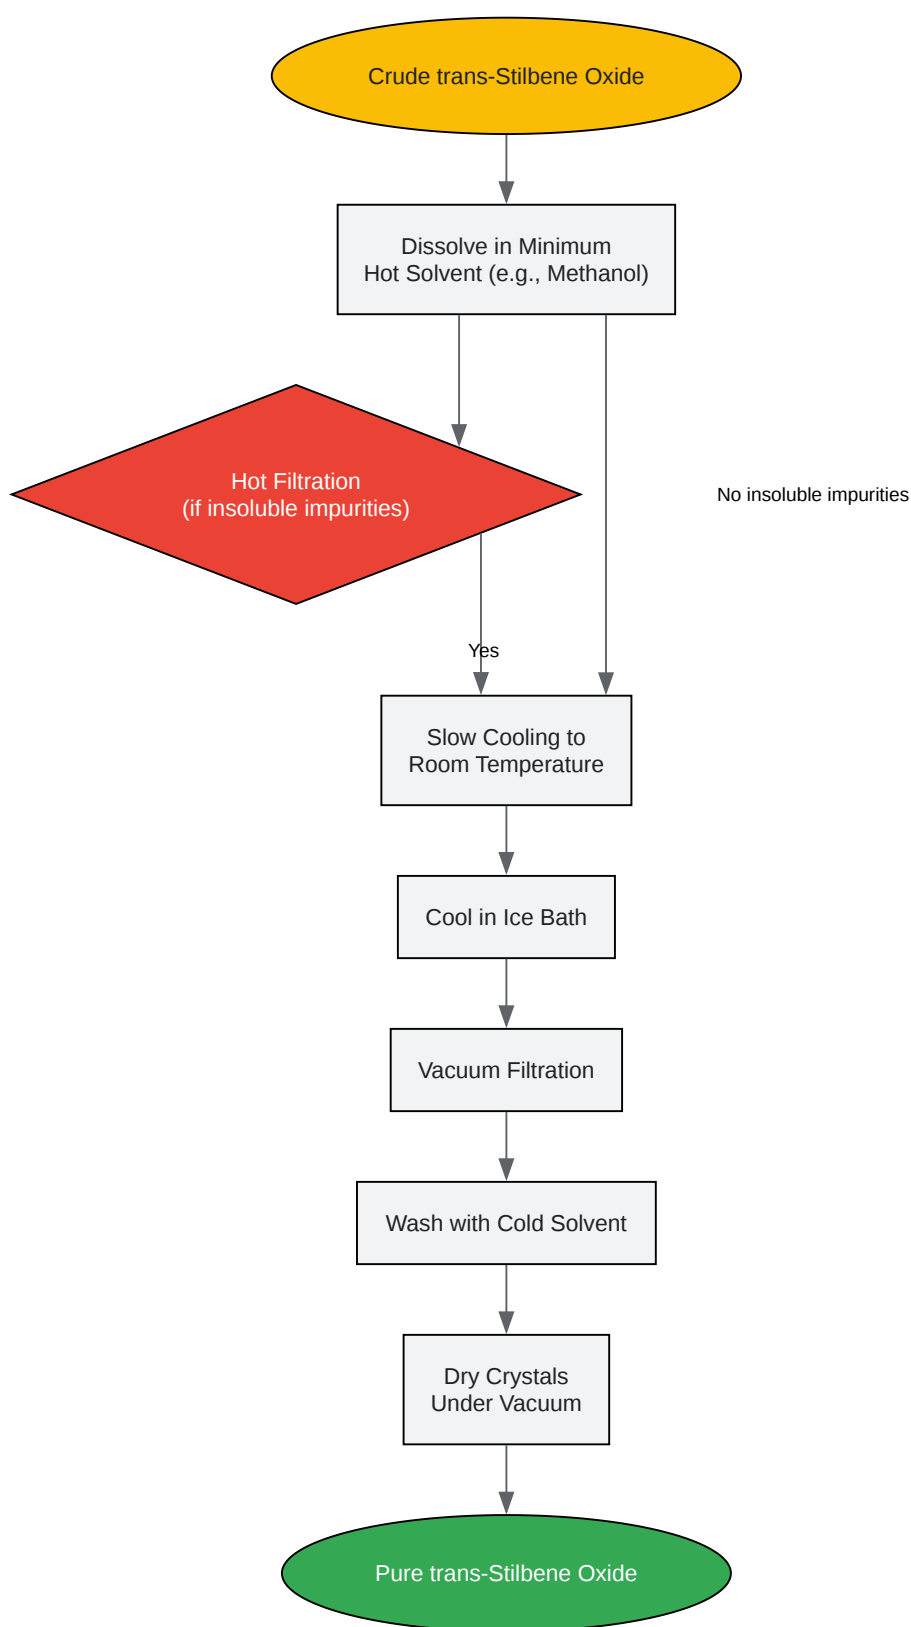 Crude trans-Stilbene Oxide
Dissolve in Minimum
Hot Solvent (e.g., Methanol)
Hot Filtration
(if insoluble impurities)
No insoluble impurities
Yes
Slow Cooling to
Room Temperature
Cool in Ice Bath
Vacuum Filtration
Wash with Cold Solvent
Dry Crystals
Under Vacuum
Pure trans-Stilbene Oxide